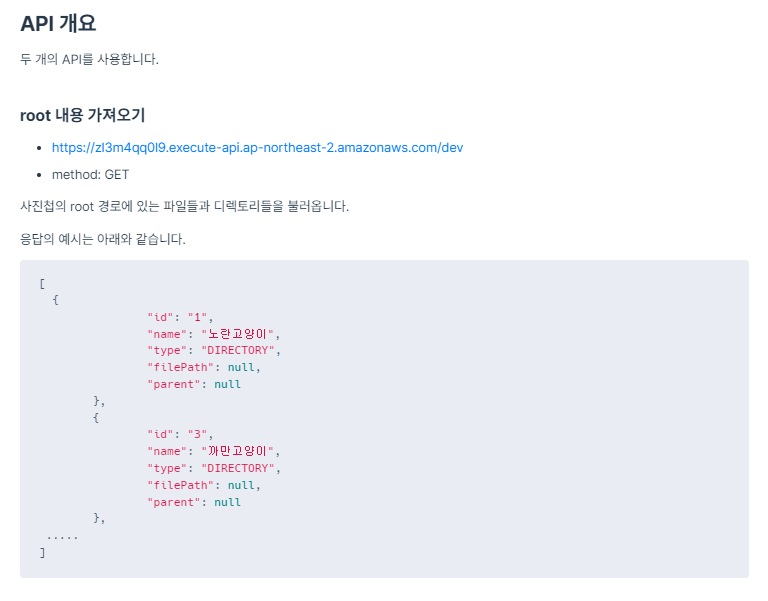 API 개요
두 개의 API를 사용합니다.
root 내용 가져오기
• https://zl3m4qq0l9.execute-api.ap-northeast-2.amazonaws.com/dev
• method: GET
사진첩의 root 경로에 있는 파일들과 디렉토리들을 불러옵니다.
응답의 예시는 아래와 같습니다.
[
  {
                "id": "1",
                "name": "노란고양이",
                "type": "DIRECTORY",
                "filePath": null,
                "parent": null
        },
        {
                "id": "3",
                "name": "까만고양이",
                "type": "DIRECTORY",
                "filePath": null,
                "parent": null
        },
 .....
]